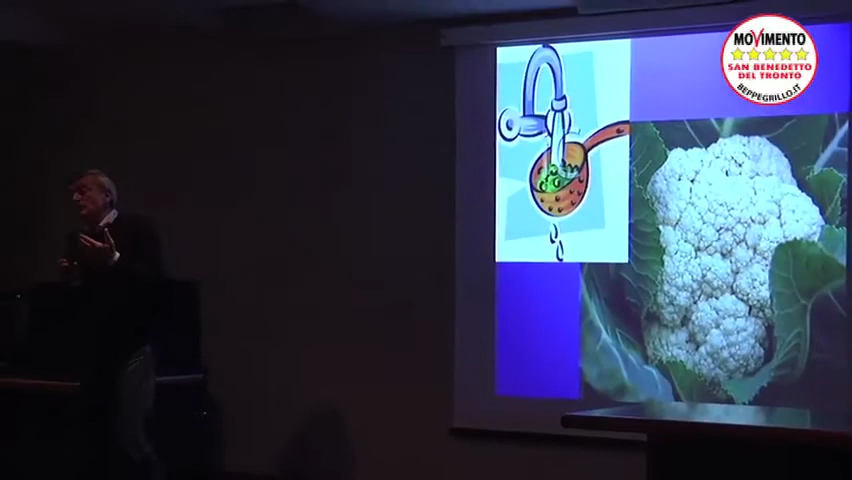 MOVIMENTO
SAN BENEDETTO
DEL TRONTO
BEPPEGRILLO.IT